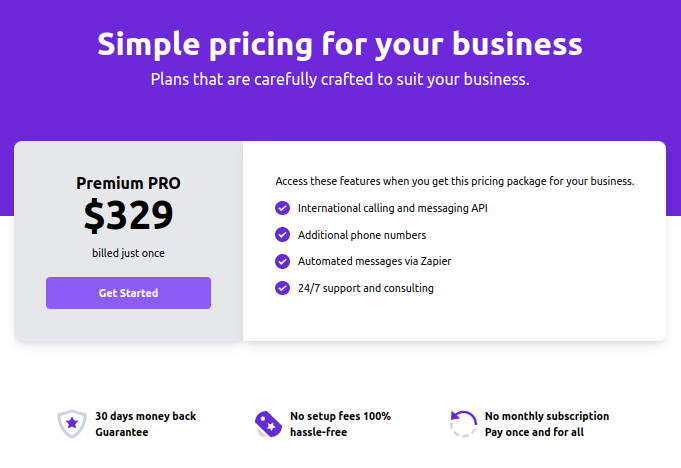 Simple pricing for your business
Plans that are carefully crafted to suit your business.
Premium PRO
$329
billed just once
Get Started
Access these features when you get this pricing package for your business.
International calling and messaging API
Additional phone numbers
Automated messages via Zapier
24/7 support and consulting
30 days money back
Guarantee
No setup fees 100%
hassle-free
No monthly subscription
Pay once and for all